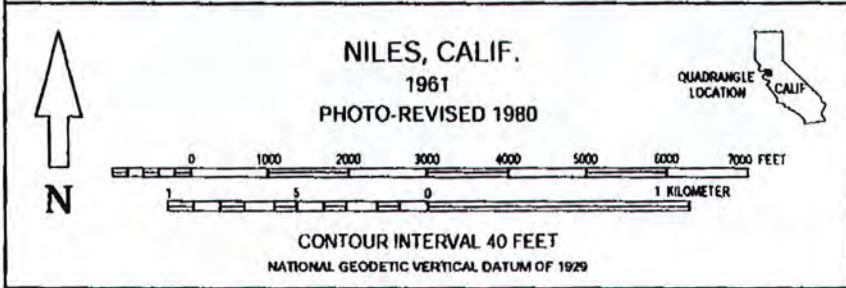 NILES, CALIF.
1961
PHOTO-REVISED 1980
QUADRANGLE
LOCATION
CALIF
N
0 1000 2000 3000 4000 5000 6000 7000 FEET
1 5 0 1 KILOMETER
CONTOUR INTERVAL 40 FEET
NATIONAL GEODETIC VERTICAL DATUM OF 1929